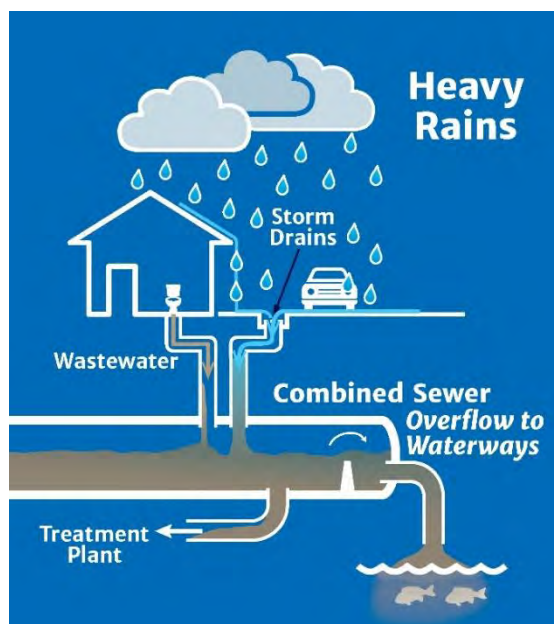 Heavy
Rains
Storm
Drains
Wastewater
Combined Sewer
Overflow to
Waterways
Treatment
Plant